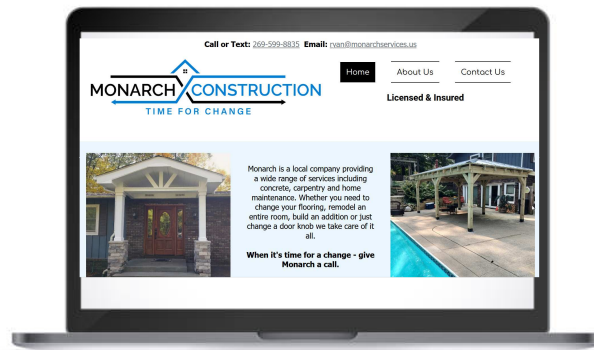 Call or Text: 269-599-8835 Email: ryan@monarchservices.us
MONARCH CONSTRUCTION
TIME FOR CHANGE
Home About Us Contact Us
Licensed & Insured
Monarch is a local company providing
a wide range of services including
concrete, carpentry and home
maintenance. Whether you need to
change your flooring, remodel an
entire room, build an addition or just
change a door knob we take care of it
all.
When it's time for a change - give
Monarch a call.